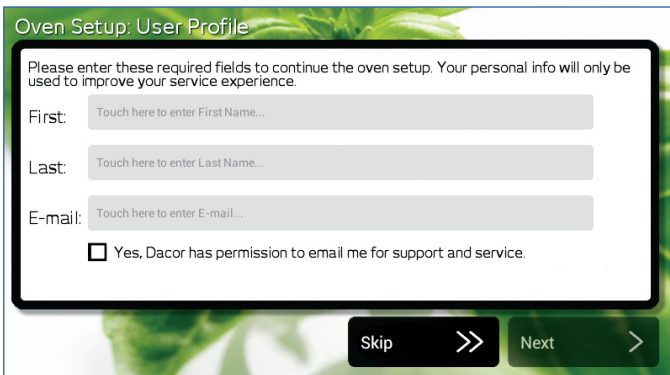 Oven Setup: User Profile
Please enter these required fields to continue the oven setup. Your personal info will only be
used to improve your service experience.
First: Touch here to enter First Name...
Last: Touch here to enter Last Name...
E-mail: Touch here to enter E-mail...
Yes, Dacor has permission to email me for support and service.
Skip >> Next >